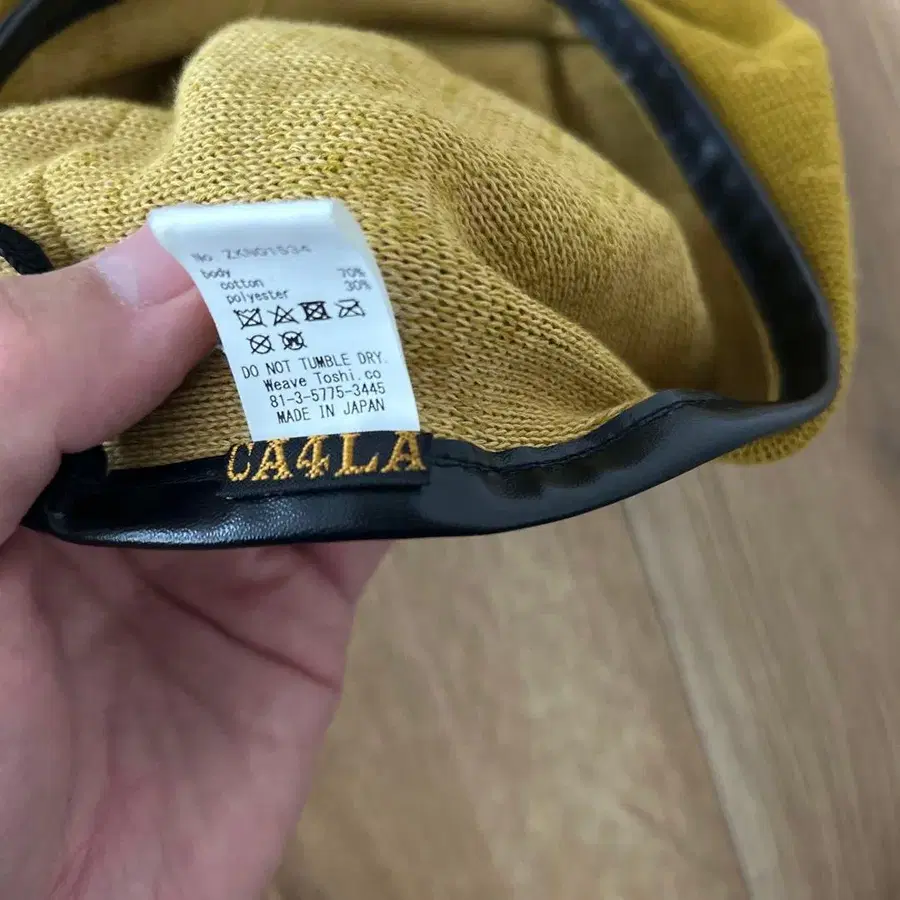 No ZKN01534
body
cotton 70%
polyester 30%
DO NOT TUMBLE DRY.
Weave Toshi.co
81-3-5775-3445
MADE IN JAPAN
CA4LA